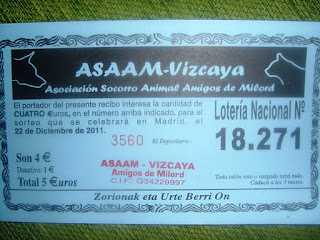 ASAAM-Vizcaya
Asociación Socorro Animal Amigos de Milord
El portador del presente recibo interesa la cantidad de
CUATRO €uros, en el número arriba indicado, para el
sorteo que se celebrará en Madrid, el
22 de Diciembre de 2011.
3560
El Depositario:
Lotería Nacional Nº
18.271
Son 4 €
Donativo: 1 €
Total 5 €uros
ASAAM - VIZCAYA
Amigos de Milord
C.I.F.: G34229997
Todo talón roto o rasgado será nulo.
Caduca a los 3 meses.
Zorionak eta Urte Berri On